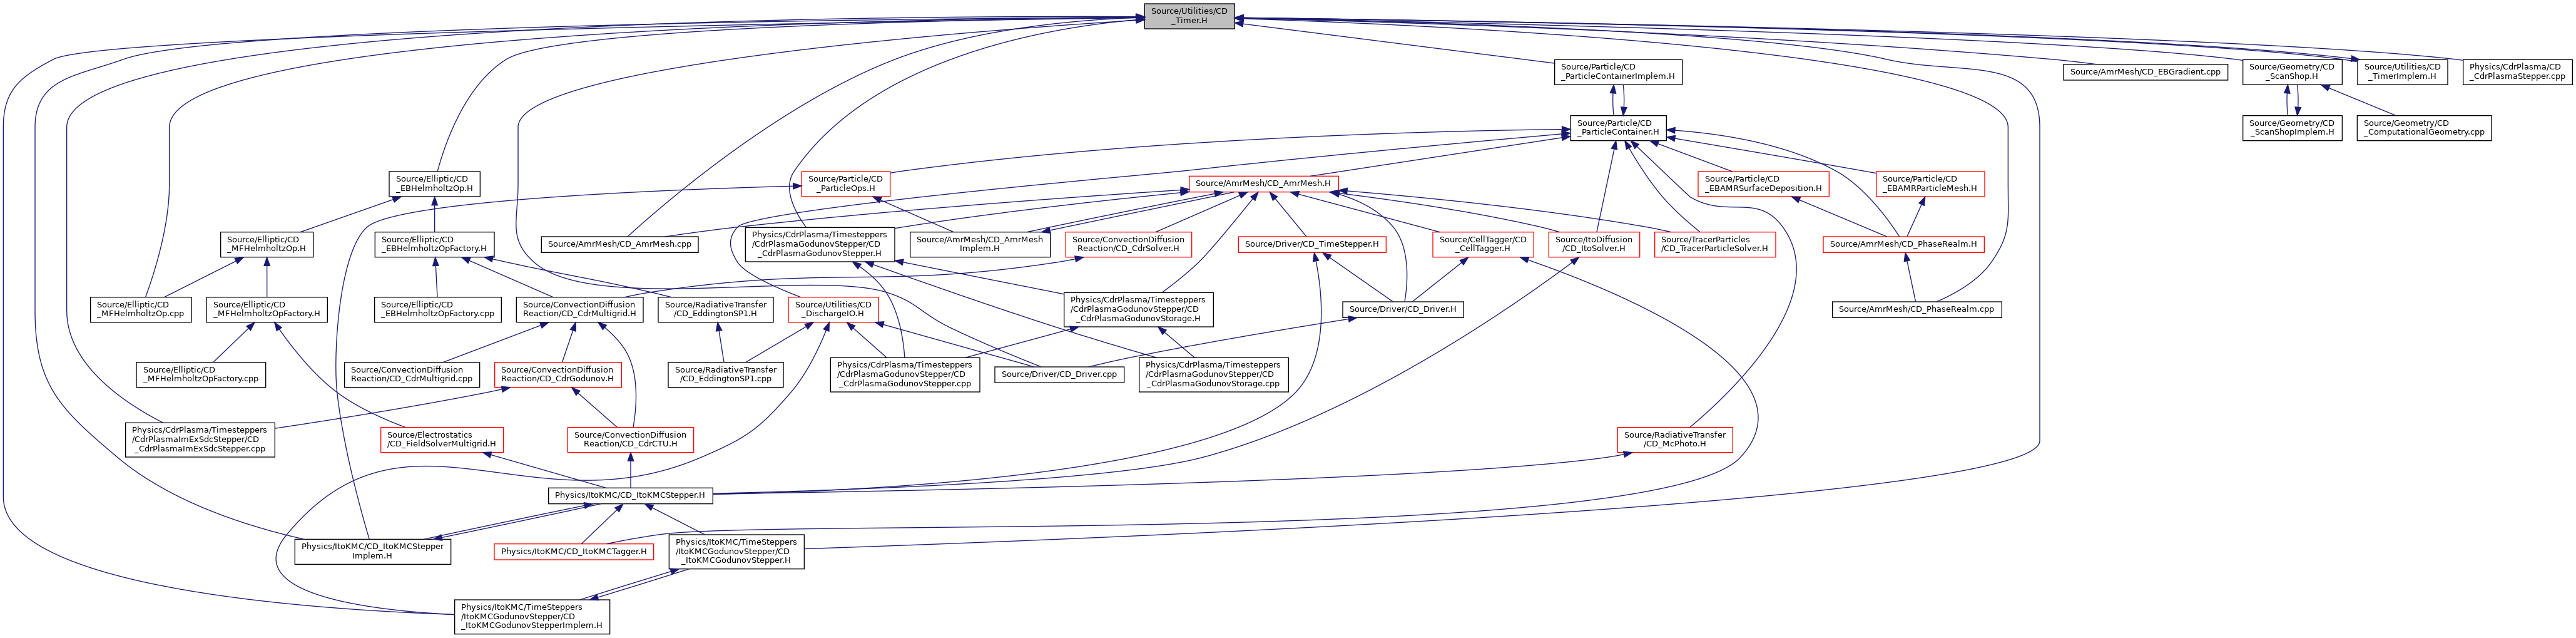 Source/Utilities/CD
_Timer.H
Source/Particle/CD
_ParticleContainerImplem.H
Source/AmrMesh/CD_EBGradient.cpp
Source/Geometry/CD
_ScanShop.H
Source/Utilities/CD
_TimerImplem.H
Physics/CdrPlasma/CD
_CdrPlasmaStepper.cpp
Source/Particle/CD
_ParticleContainer.H
Source/Geometry/CD
_ScanShopImplem.H
Source/Geometry/CD
_ComputationalGeometry.cpp
Source/Elliptic/CD
_EBHelmholtzOp.H
Source/Particle/CD
_ParticleOps.H
Source/AmrMesh/CD_AmrMesh.H
Source/Particle/CD
_EBAMRSurfaceDeposition.H
Source/Particle/CD
_EBAMRParticleMesh.H
Source/Elliptic/CD
_MFHelmholtzOp.H
Source/Elliptic/CD
_EBHelmholtzOpFactory.H
Source/AmrMesh/CD_AmrMesh.cpp
Physics/CdrPlasma/Timesteppers
/CdrPlasmaGodunovStepper/CD
_CdrPlasmaGodunovStepper.H
Source/AmrMesh/CD_AmrMesh
Implem.H
Source/ConvectionDiffusion
Reaction/CD_CdrSolver.H
Source/Driver/CD_TimeStepper.H
Source/CellTagger/CD
_CellTagger.H
Source/ItoDiffusion
/CD_ItoSolver.H
Source/TracerParticles
/CD_TracerParticleSolver.H
Source/AmrMesh/CD_PhaseRealm.H
Source/Elliptic/CD
_MFHelmholtzOp.cpp
Source/Elliptic/CD
_MFHelmholtzOpFactory.H
Source/Elliptic/CD
_EBHelmholtzOpFactory.cpp
Source/ConvectionDiffusion
Reaction/CD_CdrMultigrid.H
Source/RadiativeTransfer
/CD_EddingtonSP1.H
Source/Utilities/CD
_DischargeIO.H
Physics/CdrPlasma/Timesteppers
/CdrPlasmaGodunovStepper/CD
_CdrPlasmaGodunovStorage.H
Source/Driver/CD_Driver.H
Source/AmrMesh/CD_PhaseRealm.cpp
Source/Elliptic/CD
_MFHelmholtzOpFactory.cpp
Source/ConvectionDiffusion
Reaction/CD_CdrMultigrid.cpp
Source/ConvectionDiffusion
Reaction/CD_CdrGodunov.H
Source/RadiativeTransfer
/CD_EddingtonSP1.cpp
Physics/CdrPlasma/Timesteppers
/CdrPlasmaGodunovStepper/CD
_CdrPlasmaGodunovStepper.cpp
Source/Driver/CD_Driver.cpp
Physics/CdrPlasma/Timesteppers
/CdrPlasmaGodunovStepper/CD
_CdrPlasmaGodunovStorage.cpp
Physics/CdrPlasma/Timesteppers
/CdrPlasmaImExSdcStepper/CD
_CdrPlasmaImExSdcStepper.cpp
Source/Electrostatics
/CD_FieldSolverMultigrid.H
Source/ConvectionDiffusion
Reaction/CD_CdrCTU.H
Source/RadiativeTransfer
/CD_McPhoto.H
Physics/ItoKMC/CD_ItoKMCStepper.H
Physics/ItoKMC/CD_ItoKMCStepper
Implem.H
Physics/ItoKMC/CD_ItoKMCTagger.H
Physics/ItoKMC/TimeSteppers
/ItoKMCGodunovStepper/CD
_ItoKMCGodunovStepper.H
Physics/ItoKMC/TimeSteppers
/ItoKMCGodunovStepper/CD
_ItoKMCGodunovStepperImplem.H